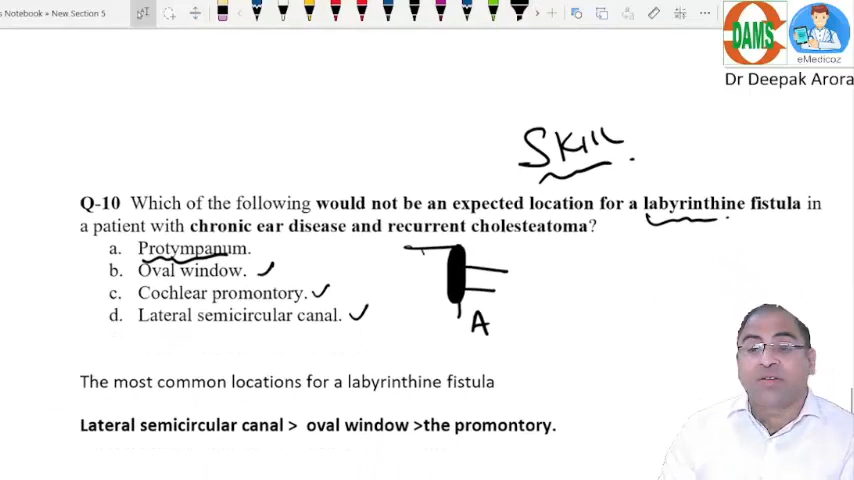 s Notebook » New Section 5
DAMS
eMedicoz
Dr Deepak Arora
Skill.
Q-10 Which of the following would not be an expected location for a labyrinthine fistula in
a patient with chronic ear disease and recurrent cholesteatoma?
a. Protympanum.
b. Oval window.
c. Cochlear promontory.
d. Lateral semicircular canal.
A
The most common locations for a labyrinthine fistula
Lateral semicircular canal > oval window >the promontory.